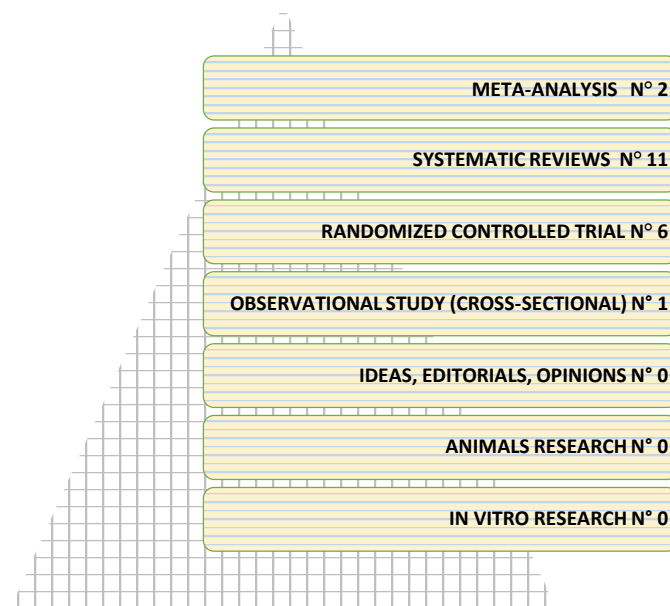 META-ANALYSIS N° 2
SYSTEMATIC REVIEWS N° 11
RANDOMIZED CONTROLLED TRIAL N° 6
OBSERVATIONAL STUDY (CROSS-SECTIONAL) N° 1
IDEAS, EDITORIALS, OPINIONS N° 0
ANIMALS RESEARCH N° 0
IN VITRO RESEARCH N° 0